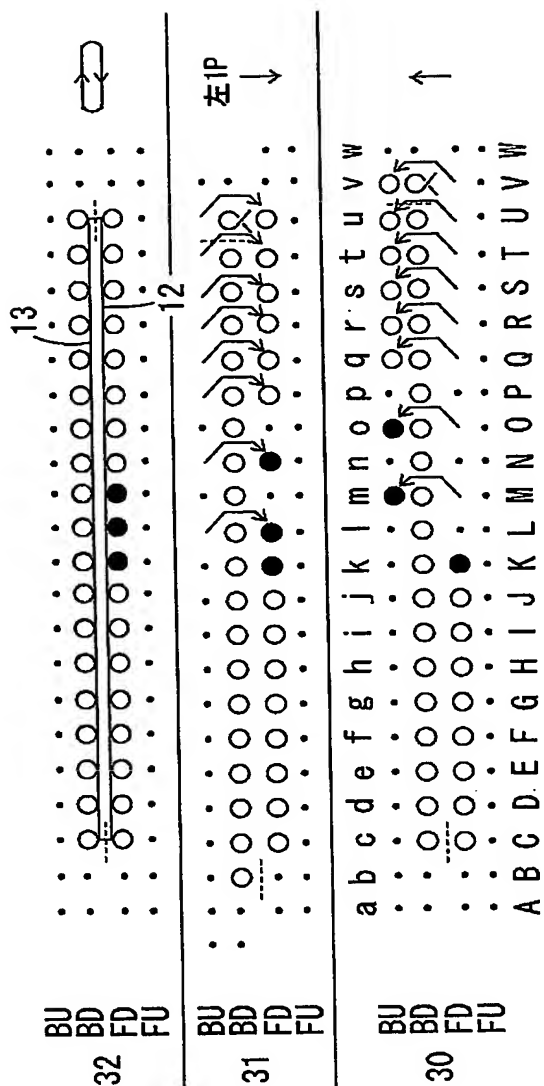 13
12
BU
BD
FD
FU
32
左1P
BU
BD
FD
FU
31
a b c d e f g h i j k l m n o p q r s t u v w
BU
BD
FD
FU
30
A B C D E F G H I J K L M N O P Q R S T U V W